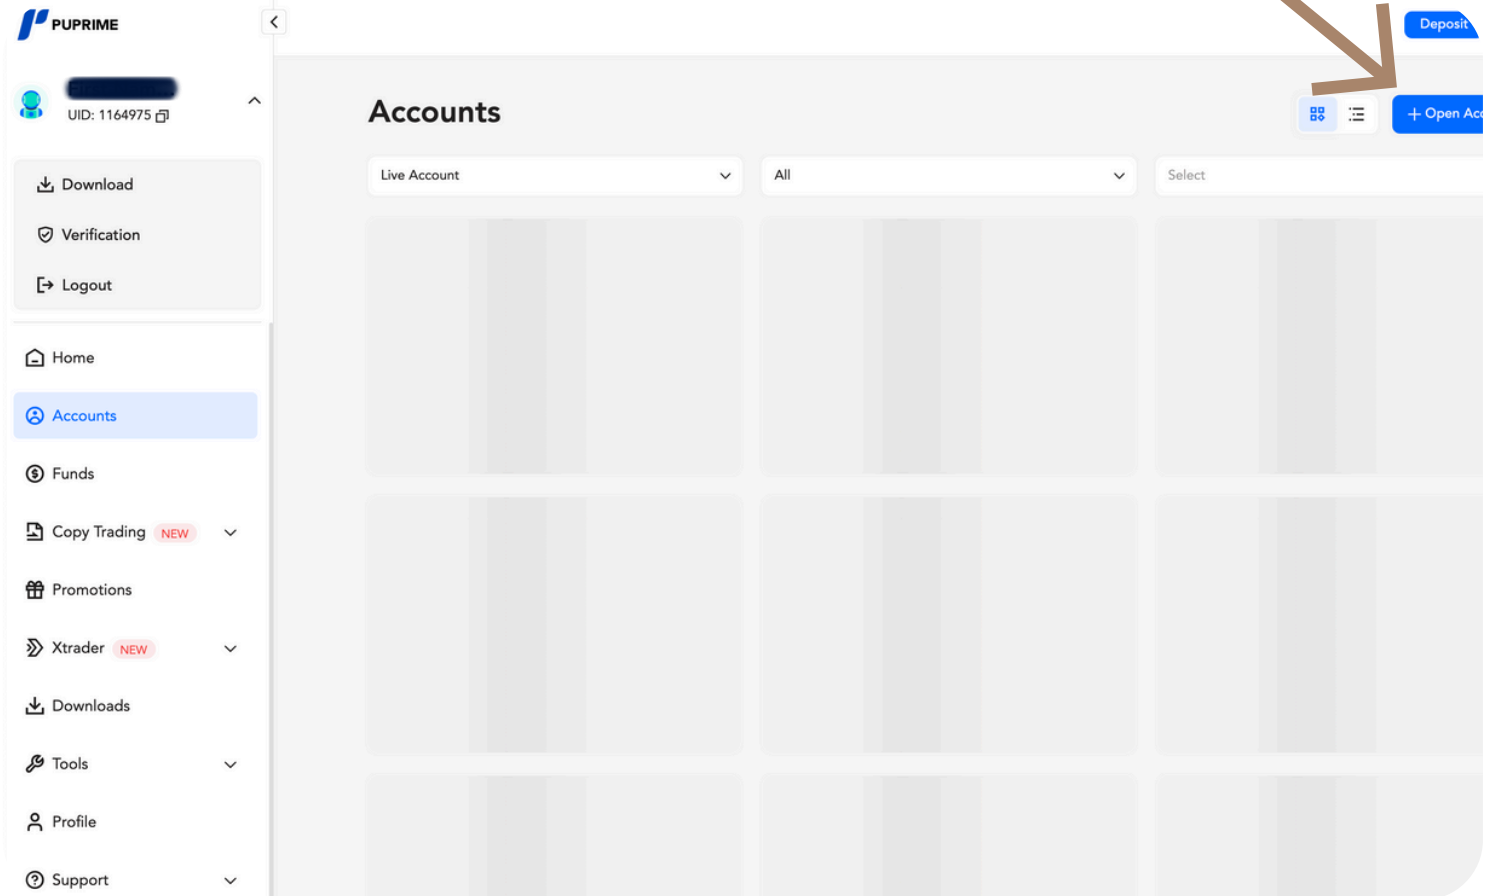 PUPRIME
Deposit
UID: 1164975
Download
Verification
Logout
Home
Accounts
Funds
Copy Trading NEW
Promotions
Xtrader NEW
Downloads
Tools
Profile
Support
Accounts
+ Open Acc
Live Account
All
Select